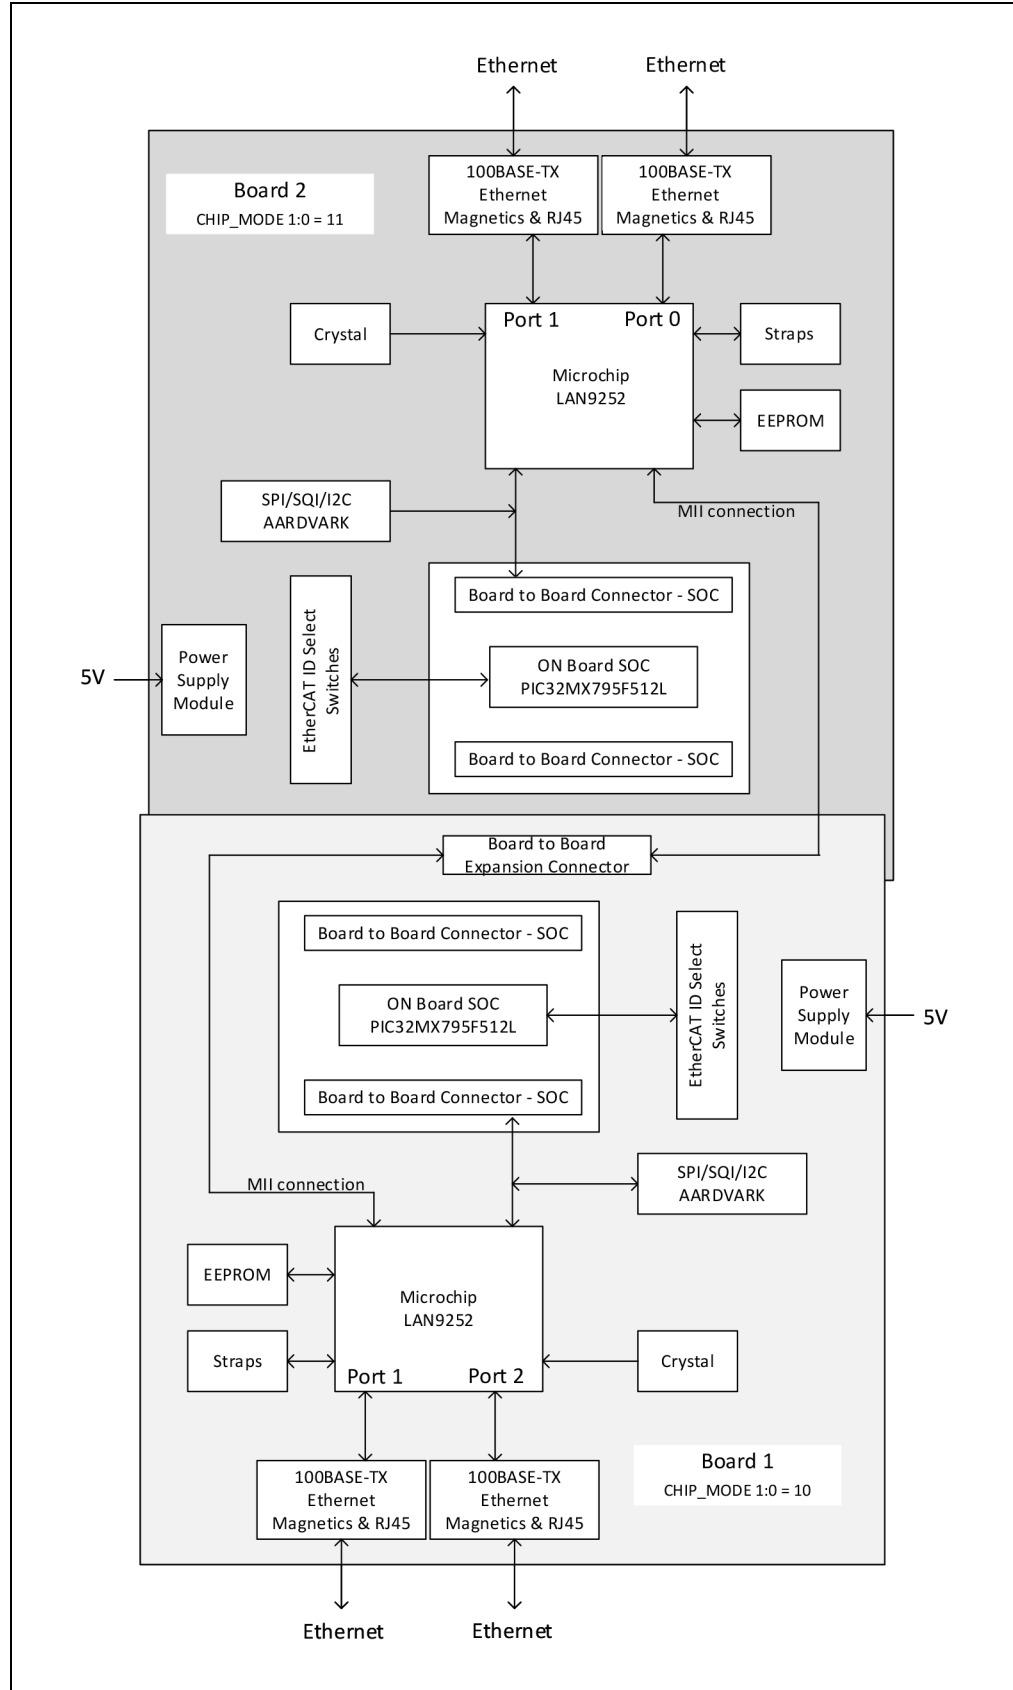 Ethernet
Ethernet
Board 2
CHIP_MODE 1:0 = 11
100BASE-TX
Ethernet
Magnetics & RJ45
100BASE-TX
Ethernet
Magnetics & RJ45
Crystal
Port 1
Port 0
Microchip
LAN9252
Straps
EEPROM
SPI/SQI/I2C
AARDVARK
MII connection
Board to Board Connector - SOC
EtherCAT ID Select
Switches
ON Board SOC
PIC32MX795F512L
5V
Power
Supply
Module
Board to Board Connector - SOC
Board to Board
Expansion Connector
Board to Board Connector - SOC
ON Board SOC
PIC32MX795F512L
EtherCAT ID Select
Switches
Power
Supply
Module
5V
Board to Board Connector - SOC
MII connection
SPI/SQI/I2C
AARDVARK
EEPROM
Microchip
LAN9252
Straps
Port 1
Port 2
Crystal
100BASE-TX
Ethernet
Magnetics & RJ45
100BASE-TX
Ethernet
Magnetics & RJ45
Board 1
CHIP_MODE 1:0 = 10
Ethernet
Ethernet